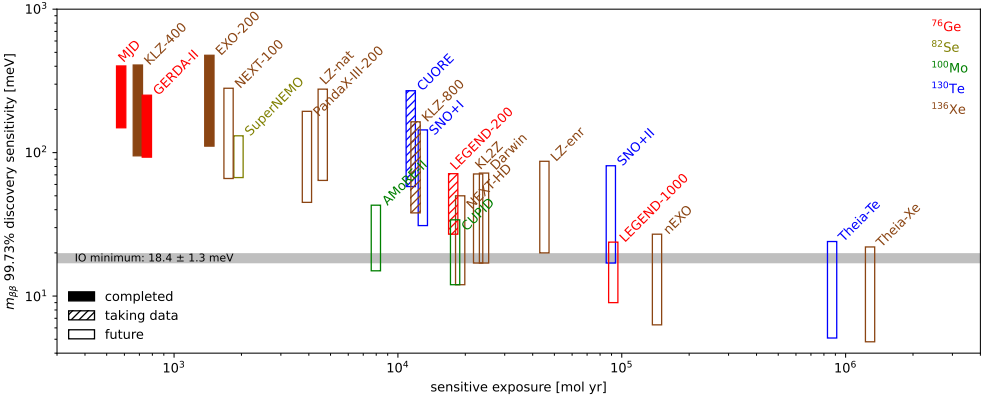 10³
10²
10¹
m_ββ 99.73% discovery sensitivity [meV]
MJD
KLZ-400
GERDA-II
EXO-200
NEXT-100
SuperNEMO
LZ-nat
PandaX-III-200
CUORE
KLZ-800
SNO+I
AMoRE-II
LEGEND-200
KL2Z
Darwin
NEXT-HD
CUPID
LZ-enr
SNO+II
LEGEND-1000
nEXO
Theia-Te
Theia-Xe
⁷⁶Ge
⁸²Se
¹⁰⁰Mo
¹³⁰Te
¹³⁶Xe
IO minimum: 18.4 ± 1.3 meV
completed
taking data
future
10³
10⁴
10⁵
10⁶
sensitive exposure [mol yr]